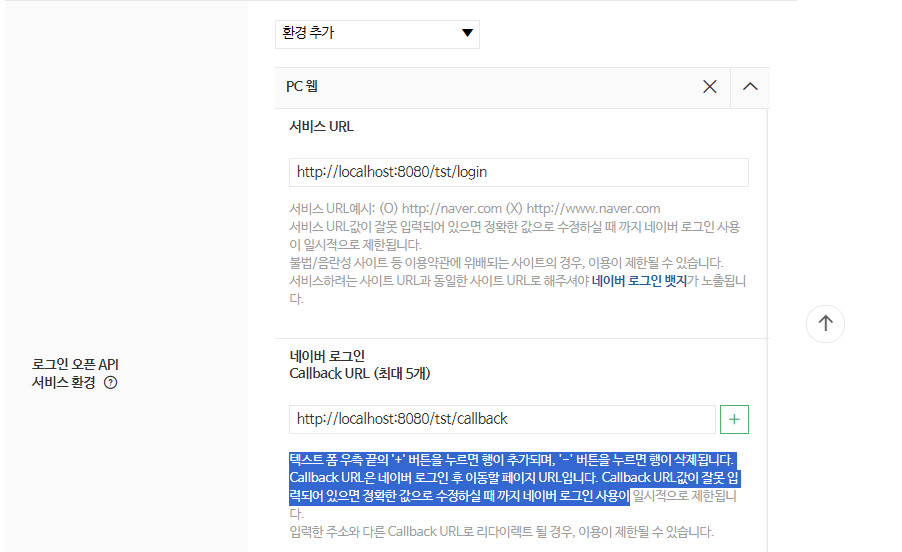 환경 추가
PC 웹
서비스 URL
http://localhost:8080/tst/login
서비스 URL예시: (O) http://naver.com (X) http://www.naver.com
서비스 URL값이 잘못 입력되어 있으면 정확한 값으로 수정하실 때 까지 네이버 로그인 사용
이 일시적으로 제한됩니다.
불법/음란성 사이트 등 이용약관에 위배되는 사이트의 경우, 이용이 제한될 수 있습니다.
서비스하려는 사이트 URL과 동일한 사이트 URL로 해주셔야 네이버 로그인 뱃지가 노출됩니
다.
로그인 오픈 API
서비스 환경 ?
네이버 로그인
Callback URL (최대 5개)
http://localhost:8080/tst/callback
+
텍스트 폼 우측 끝의 '+' 버튼을 누르면 행이 추가되며, '-' 버튼을 누르면 행이 삭제됩니다.
Callback URL은 네이버 로그인 후 이동할 페이지 URL입니다. Callback URL값이 잘못 입
력되어 있으면 정확한 값으로 수정하실 때 까지 네이버 로그인 사용이 일시적으로 제한됩니
다.
입력한 주소와 다른 Callback URL로 리다이렉트 될 경우, 이용이 제한될 수 있습니다.